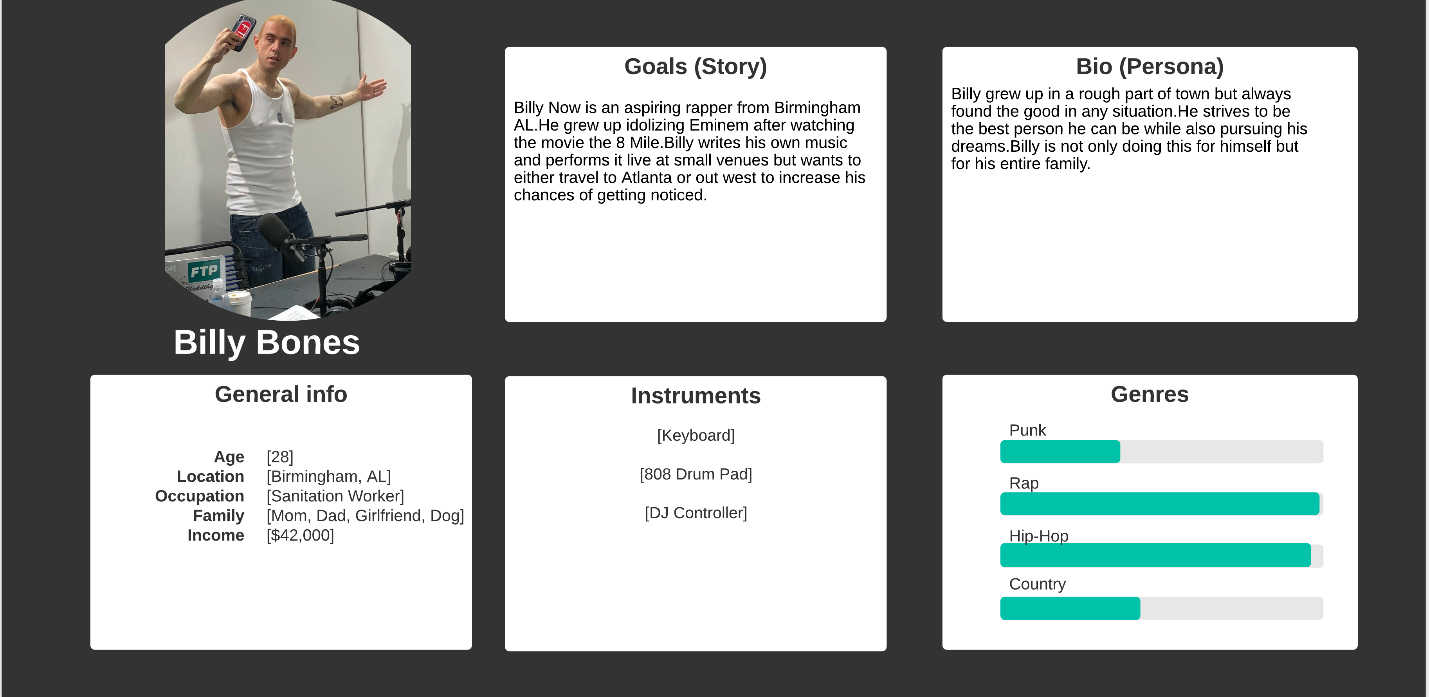 FTP
Billy Bones
Goals (Story)
Billy Now is an aspiring rapper from Birmingham
AL.He grew up idolizing Eminem after watching
the movie the 8 Mile.Billy writes his own music
and performs it live at small venues but wants to
either travel to Atlanta or out west to increase his
chances of getting noticed.
Bio (Persona)
Billy grew up in a rough part of town but always
found the good in any situation.He strives to be
the best person he can be while also pursuing his
dreams.Billy is not only doing this for himself but
for his entire family.
General info
Age [28]
Location [Birmingham, AL]
Occupation [Sanitation Worker]
Family [Mom, Dad, Girlfriend, Dog]
Income [$42,000]
Instruments
[Keyboard]
[808 Drum Pad]
[DJ Controller]
Genres
Punk
Rap
Hip-Hop
Country